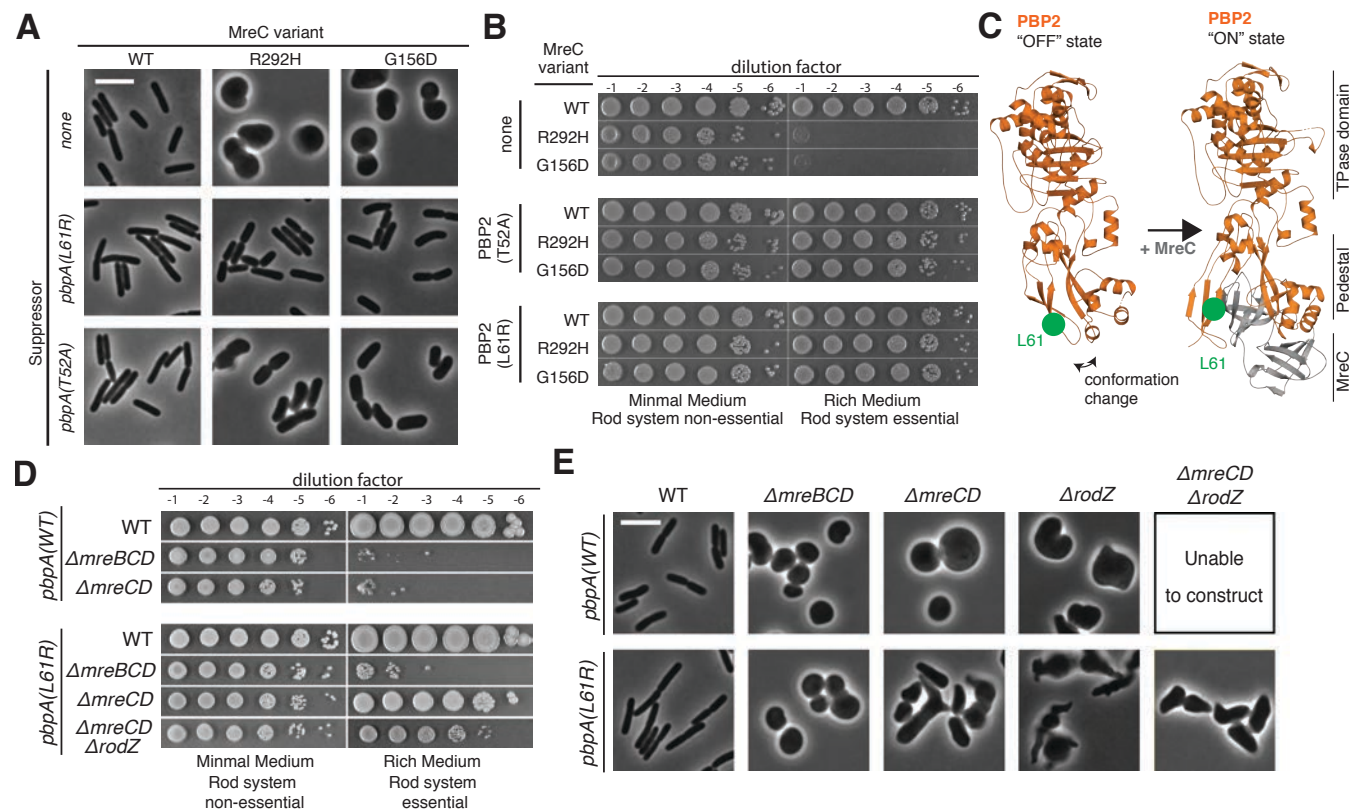 A
MreC variant
WT
R292H
G156D
Suppressor
none
pbpA(L61R)
pbpA(T52A)
B
MreC
variant
dilution factor
-1 -2 -3 -4 -5 -6 -1 -2 -3 -4 -5 -6
none
WT
R292H
G156D
PBP2
(T52A)
WT
R292H
G156D
PBP2
(L61R)
WT
R292H
G156D
Minmal Medium
Rod system non-essential
Rich Medium
Rod system essential
C
PBP2
"OFF" state
PBP2
"ON" state
+ MreC
L61
L61
conformation
change
TPase domain
Pedestal
MreC
D
dilution factor
-1 -2 -3 -4 -5 -6 -1 -2 -3 -4 -5 -6
pbpA(WT)
WT
ΔmreBCD
ΔmreCD
pbpA(L61R)
WT
ΔmreBCD
ΔmreCD
ΔmreCD
ΔrodZ
Minmal Medium
Rod system
non-essential
Rich Medium
Rod system
essential
E
WT
ΔmreBCD
ΔmreCD
ΔrodZ
ΔmreCD
ΔrodZ
pbpA(WT)
Unable
to construct
pbpA(L61R)